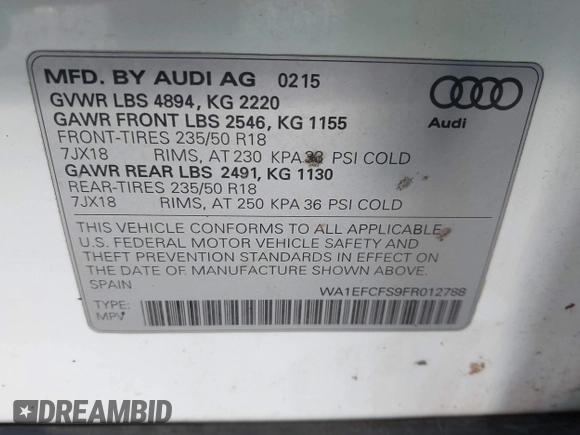 MFD. BY AUDI AG 0215
GVWR LBS 4894, KG 2220
GAWR FRONT LBS 2546, KG 1155
FRONT-TIRES 235/50 R18
7JX18 RIMS, AT 230 KPA 33 PSI COLD
GAWR REAR LBS 2491, KG 1130
REAR-TIRES 235/50 R18
7JX18 RIMS, AT 250 KPA 36 PSI COLD
Audi
THIS VEHICLE CONFORMS TO ALL APPLICABLE
U.S. FEDERAL MOTOR VEHICLE SAFETY AND
THEFT PREVENTION STANDARDS IN EFFECT ON
THE DATE OF MANUFACTURE SHOWN ABOVE.
SPAIN WA1EFCFS9FR012788
TYPE:
MPV
DREAMBID